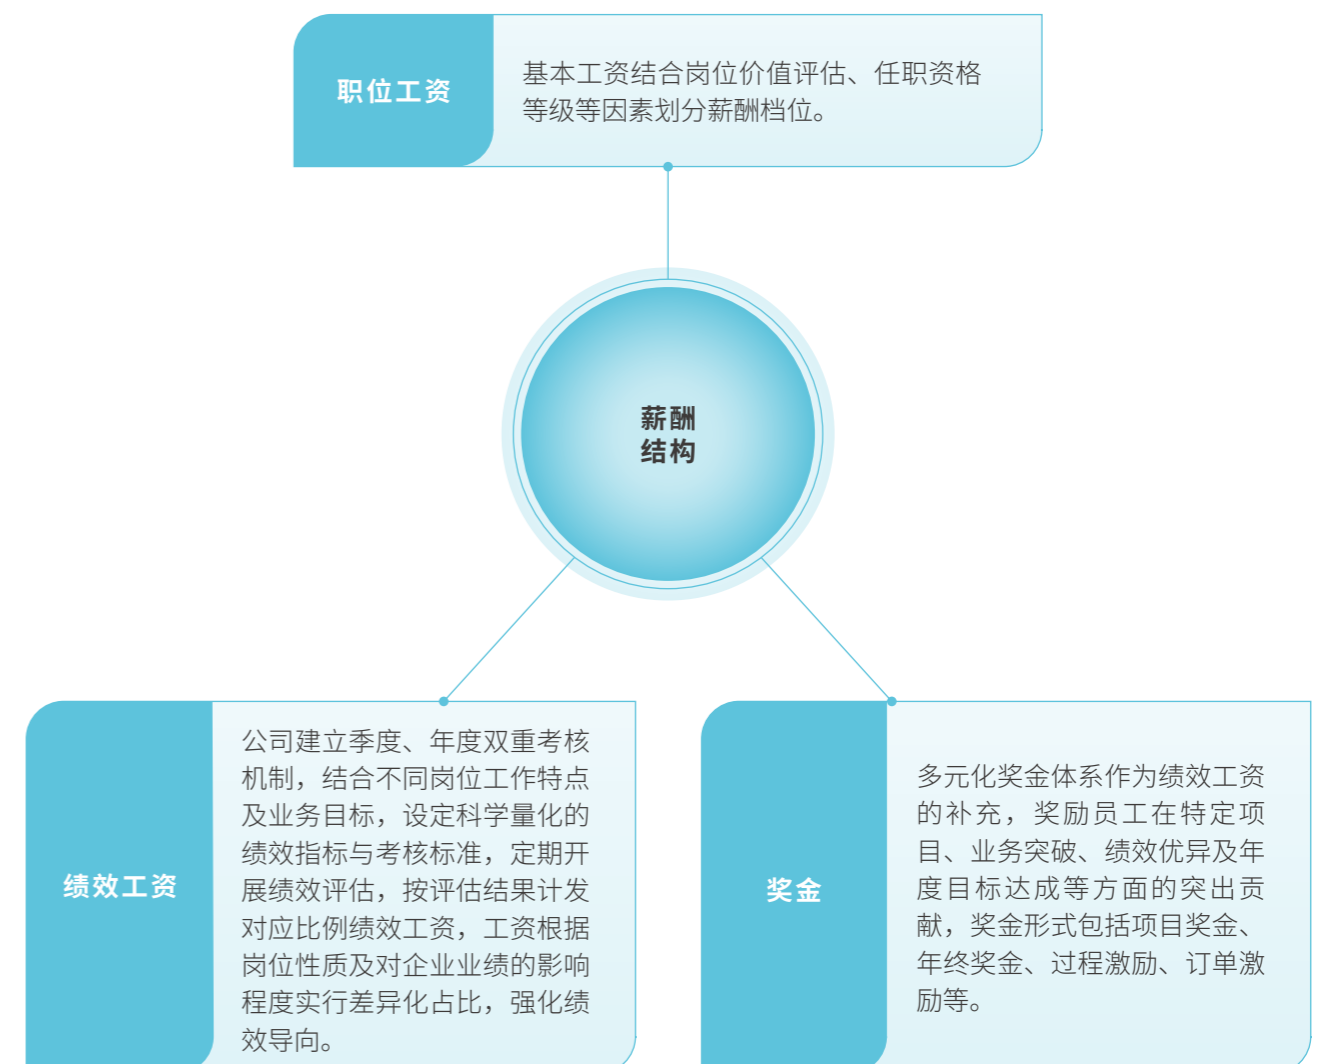 职位工资
基本工资结合岗位价值评估、任职资格
等级等因素划分薪酬档位。
薪酬
结构
绩效工资
公司建立季度、年度双重考核
机制，结合不同岗位工作特点
及业务目标，设定科学量化的
绩效指标与考核标准，定期开
展绩效评估，按评估结果计发
对应比例绩效工资，工资根据
岗位性质及对企业业绩的影响
程度实行差异化占比，强化绩
效导向。
奖金
多元化奖金体系作为绩效工资
的补充，奖励员工在特定项
目、业务突破、绩效优异及年
度目标达成等方面的突出贡
献，奖金形式包括项目奖金、
年终奖金、过程激励、订单激
励等。